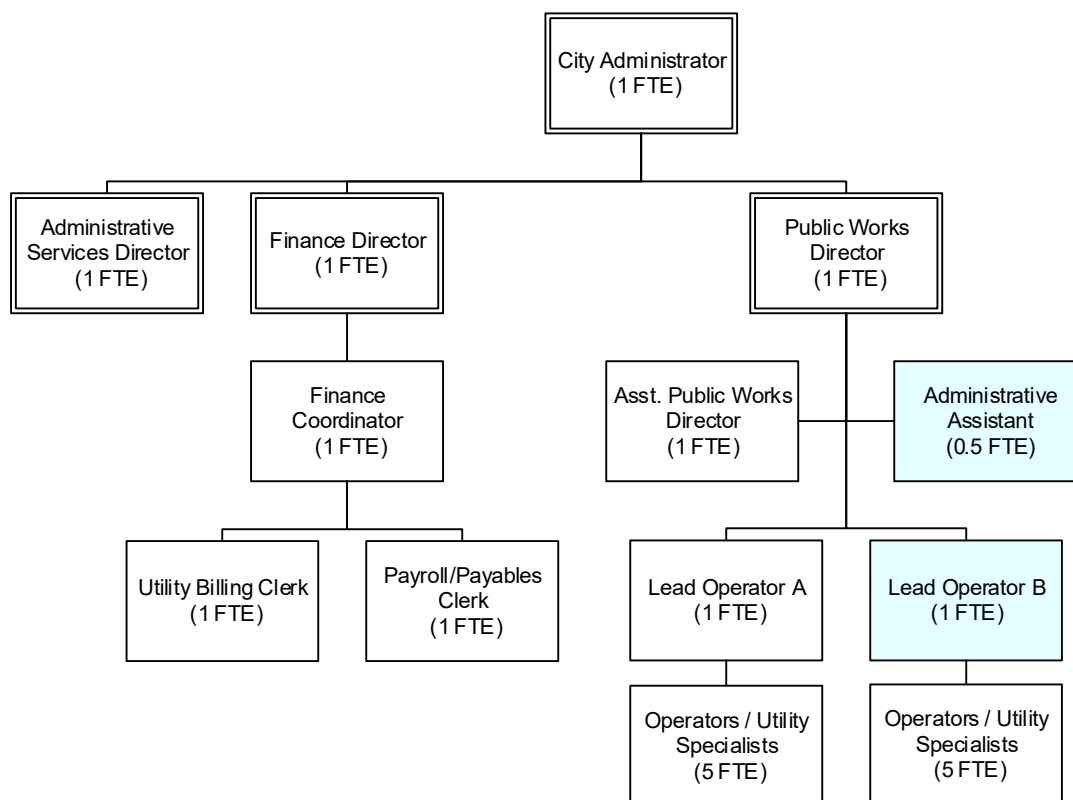 City Administrator
(1 FTE)
Administrative
Services Director
(1 FTE)
Finance Director
(1 FTE)
Public Works
Director
(1 FTE)
Finance
Coordinator
(1 FTE)
Asst. Public Works
Director
(1 FTE)
Administrative
Assistant
(0.5 FTE)
Utility Billing Clerk
(1 FTE)
Payroll/Payables
Clerk
(1 FTE)
Lead Operator A
(1 FTE)
Lead Operator B
(1 FTE)
Operators / Utility
Specialists
(5 FTE)
Operators / Utility
Specialists
(5 FTE)